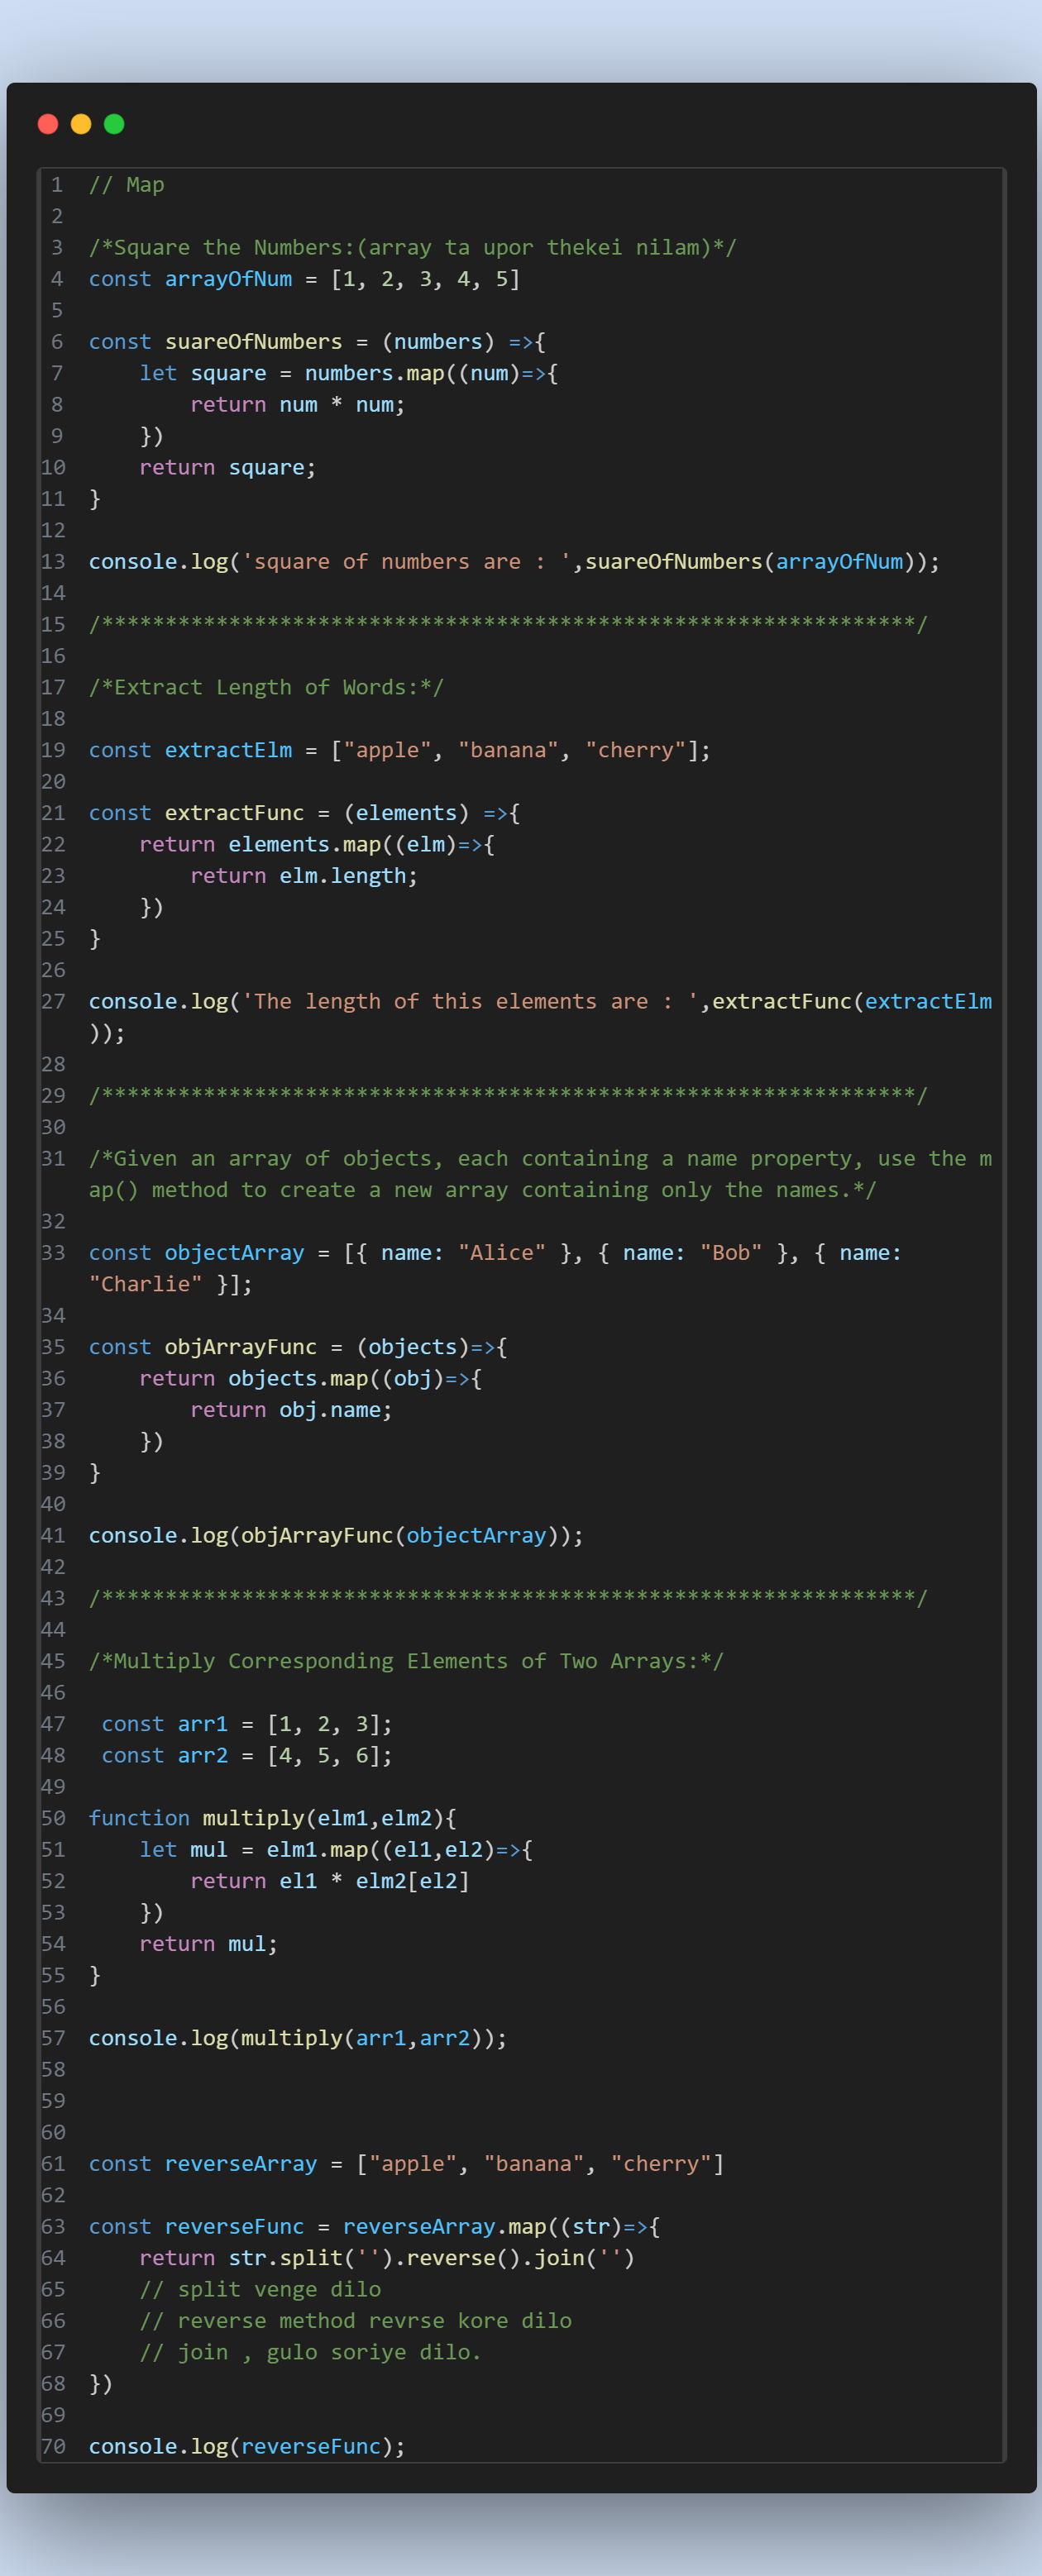 1 // Map
2
3 /*Square the Numbers:(array ta upor thekei nilam)*/
4 const arrayOfNum = [1, 2, 3, 4, 5]
5
6 const suareOfNumbers = (numbers) =>{
7     let square = numbers.map((num)=>{
8         return num * num;
9     })
10     return square;
11 }
12
13 console.log('square of numbers are : ',suareOfNumbers(arrayOfNum));
14
15 /****************************************************************/
16
17 /*Extract Length of Words:*/
18
19 const extractElm = ["apple", "banana", "cherry"];
20
21 const extractFunc = (elements) =>{
22     return elements.map((elm)=>{
23         return elm.length;
24     })
25 }
26
27 console.log('The length of this elements are : ',extractFunc(extractElm
));
28
29 /****************************************************************/
30
31 /*Given an array of objects, each containing a name property, use the m
ap() method to create a new array containing only the names.*/
32
33 const objectArray = [{ name: "Alice" }, { name: "Bob" }, { name:
"Charlie" }];
34
35 const objArrayFunc = (objects)=>{
36     return objects.map((obj)=>{
37         return obj.name;
38     })
39 }
40
41 console.log(objArrayFunc(objectArray));
42
43 /****************************************************************/
44
45 /*Multiply Corresponding Elements of Two Arrays:*/
46
47  const arr1 = [1, 2, 3];
48  const arr2 = [4, 5, 6];
49
50 function multiply(elm1,elm2){
51     let mul = elm1.map((el1,el2)=>{
52         return el1 * elm2[el2]
53     })
54     return mul;
55 }
56
57 console.log(multiply(arr1,arr2));
58
59
60
61 const reverseArray = ["apple", "banana", "cherry"]
62
63 const reverseFunc = reverseArray.map((str)=>{
64     return str.split('').reverse().join('')
65     // split venge dilo
66     // reverse method revrse kore dilo
67     // join , gulo soriye dilo.
68 })
69
70 console.log(reverseFunc);